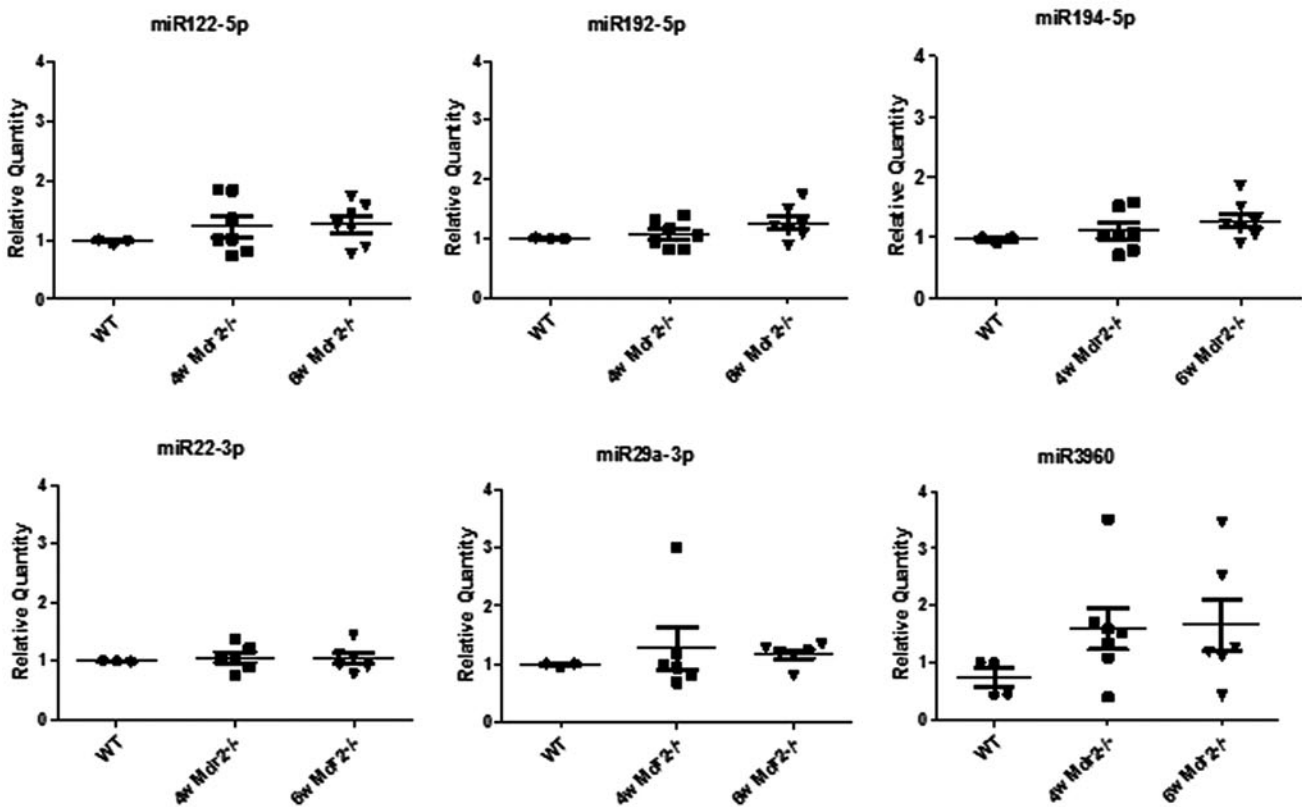 miR122-5p
Relative Quantity
4
3
2
1
0
WT
4w Mdr2-/-
6w Mdr2-/-
miR192-5p
Relative Quantity
4
3
2
1
0
WT
4w Mdr2-/-
6w Mdr2-/-
miR194-5p
Relative Quantity
4
3
2
1
0
WT
4w Mdr2-/-
6w Mdr2-/-
miR22-3p
Relative Quantity
4
3
2
1
0
WT
4w Mdr2-/-
6w Mdr2-/-
miR29a-3p
Relative Quantity
4
3
2
1
0
WT
4w Mdr2-/-
6w Mdr2-/-
miR3960
Relative Quantity
4
3
2
1
0
WT
4w Mdr2-/-
6w Mdr2-/-